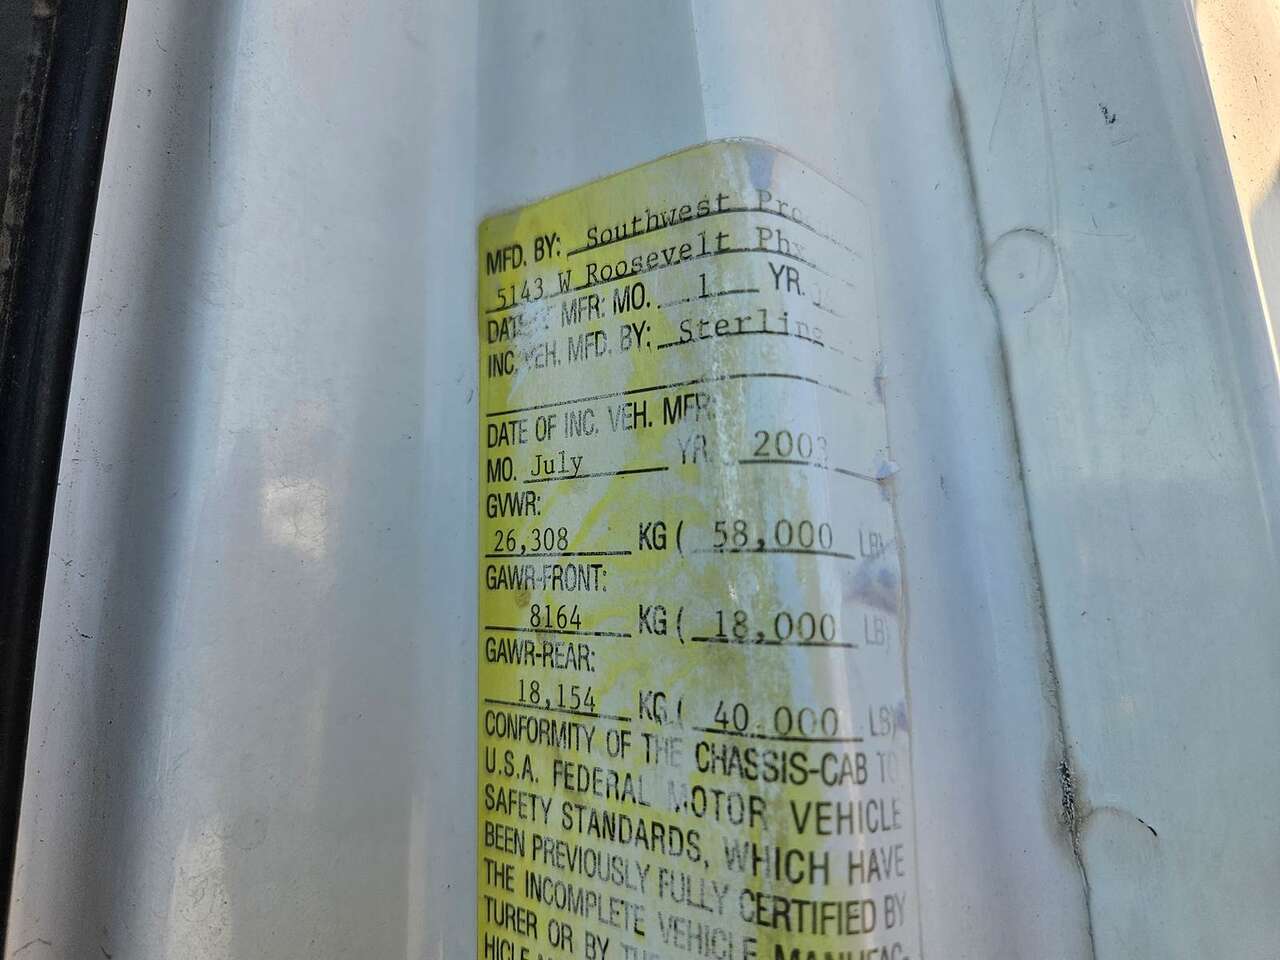 MFD. BY: Southwest
5143 W Roosevelt Phx
MFR: MO. 1 YR.
INC. VEH. MFD. BY: Sterling
DATE OF INC. VEH. MFR
MO. July YR. 2003
GVWR:
26,308 KG ( 58,000 LB)
GAWR-FRONT:
8164 KG ( 18,000 LB)
GAWR-REAR:
18,154 KG ( 40,000 LB)
CONFORMITY OF THE CHASSIS-CAB TO
U.S.A. FEDERAL MOTOR VEHICLE
SAFETY STANDARDS, WHICH HAVE
BEEN PREVIOUSLY FULLY CERTIFIED BY
THE INCOMPLETE VEHICLE MANUFAC-
TURER OR BY